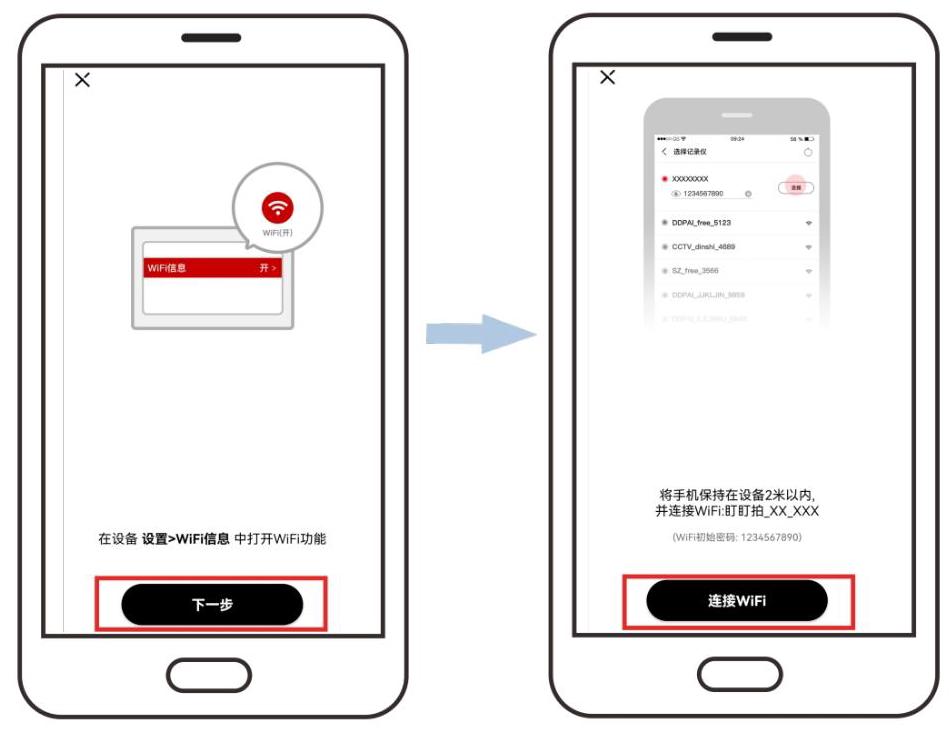 WiFi(开)
WiFi信息 开 >
在设备 设置>WiFi信息 中打开WiFi功能
下一步
09:24
选择记录仪
XXXXXXXX
1234567890
连接
DDPAI_free_5123
CCTV_dinshi_4689
SZ_free_3566
将手机保持在设备2米以内,
并连接WiFi:盯盯拍_XX_XXX
(WiFi初始密码: 1234567890)
连接WiFi